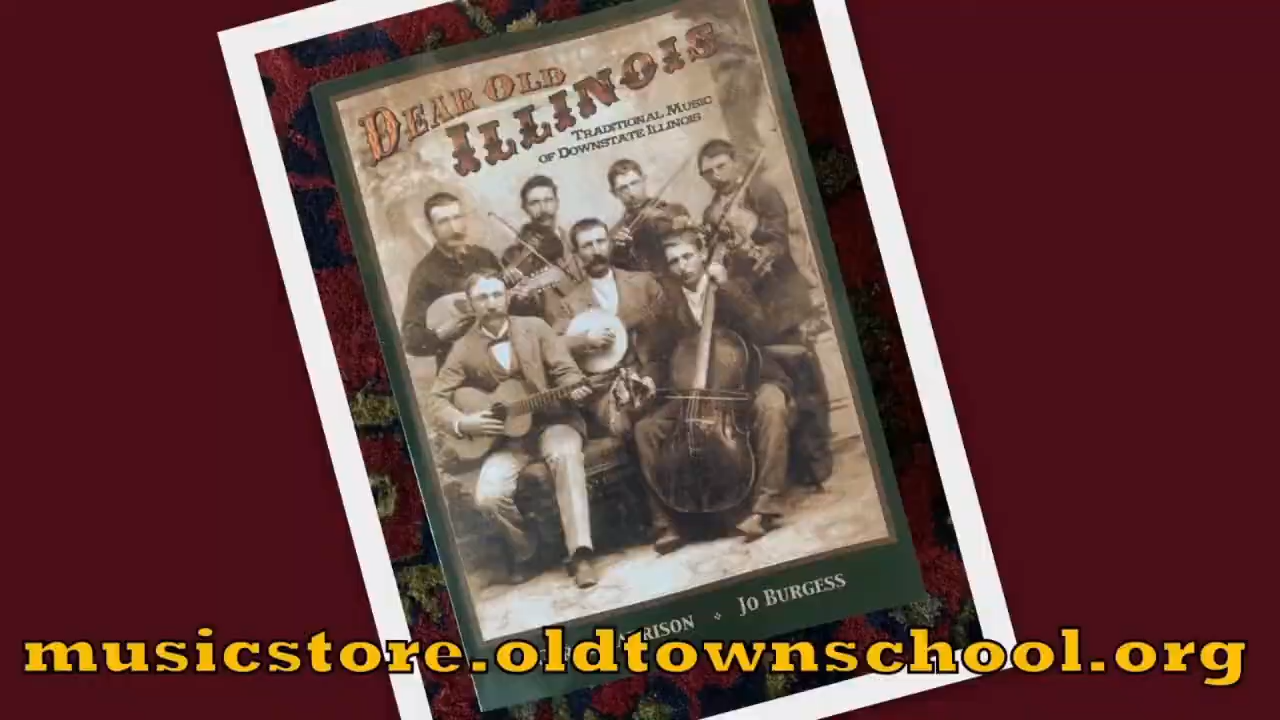 DEAR OLD
ILLINOIS
TRADITIONAL MUSIC
OF DOWNSTATE ILLINOIS
JO BURGESS
musicstore.oldtownschool.org